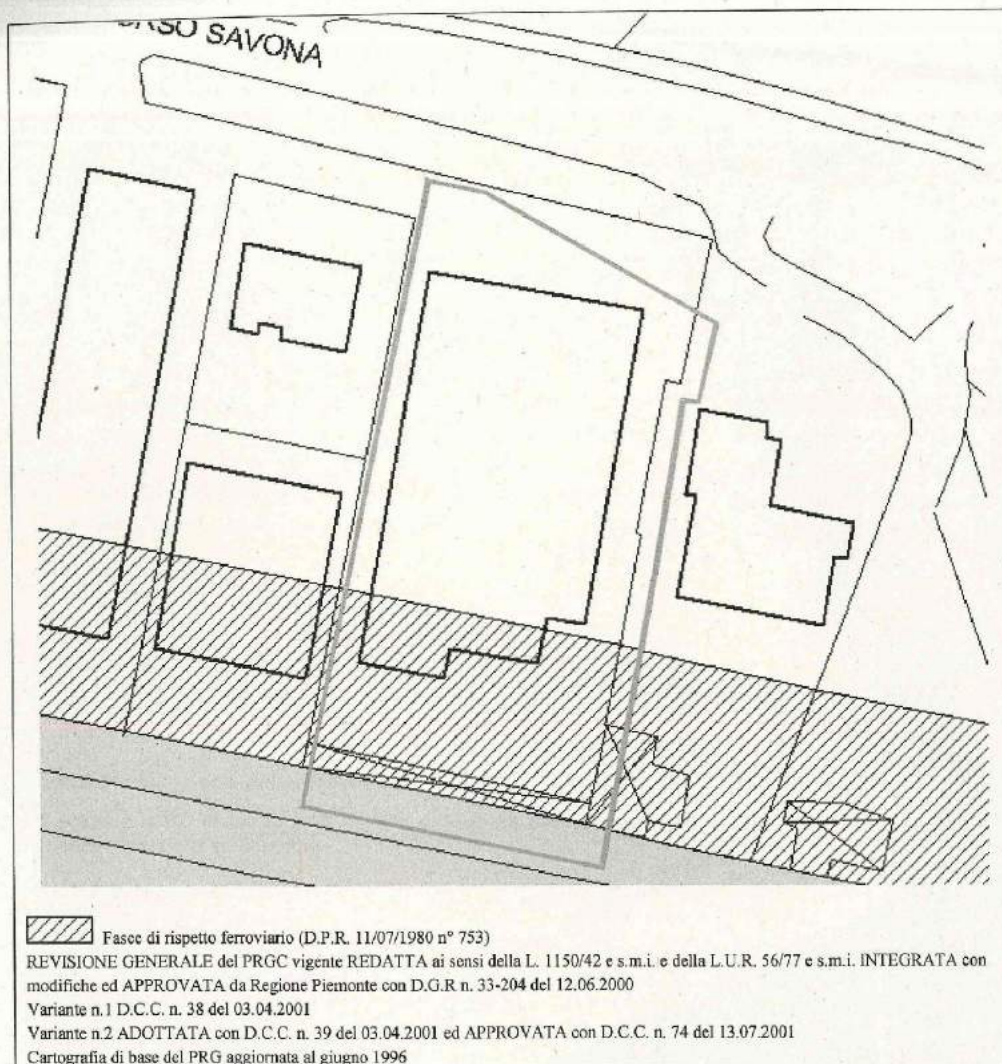 ORSO SAVONA
Fasce di rispetto ferroviario (D.P.R. 11/07/1980 n° 753)
REVISIONE GENERALE del PRGC vigente REDATTA ai sensi della L. 1150/42 e s.m.i. e della L.U.R. 56/77 e s.m.i. INTEGRATA con
modifiche ed APPROVATA da Regione Piemonte con D.G.R n. 33-204 del 12.06.2000
Variante n.1 D.C.C. n. 38 del 03.04.2001
Variante n.2 ADOTTATA con D.C.C. n. 39 del 03.04.2001 ed APPROVATA con D.C.C. n. 74 del 13.07.2001
Cartografia di base del PRG aggiornata al giugno 1996